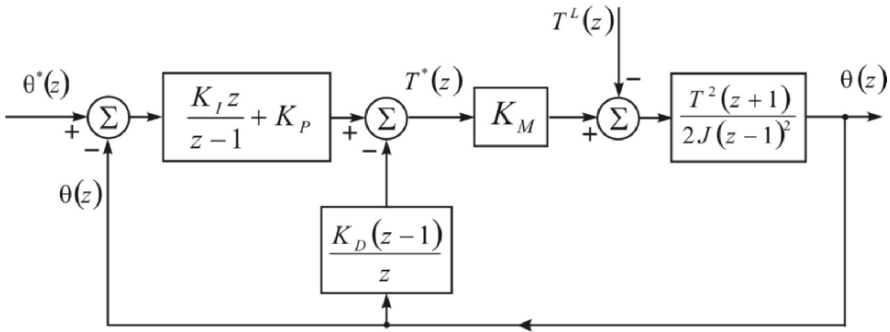 T^L(z)
−
θ*(z)
+
−
Σ
K_I z
z−1
+ K_P
+
−
Σ
T*(z)
K_M
+
Σ
T²(z+1)
2J(z−1)²
θ(z)
θ(z)
K_D(z−1)
z